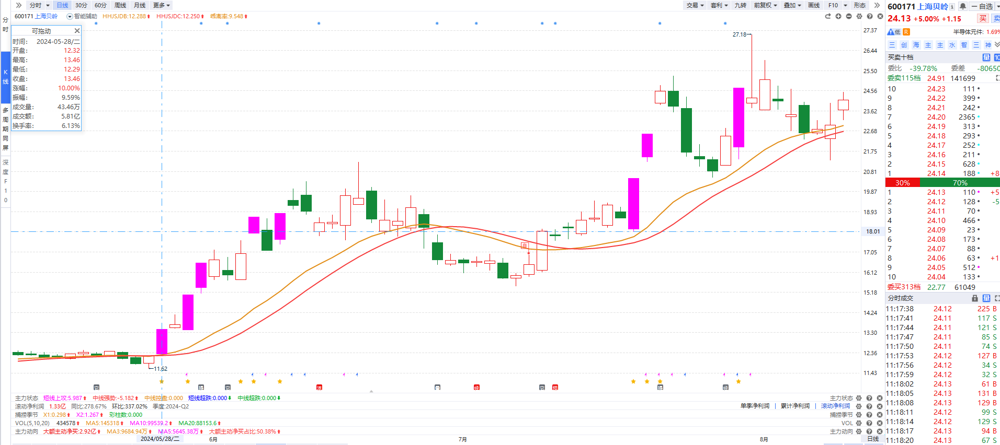 分时 日线 30分 60分 周线 月线 更多
交易 套利 九转 前复权 叠加 画线 F10 形态
600171 上海贝岭 智能辅助 HHJSJDB:12.288 HHJSJDC:12.250 乖离率:9.548
分时
K线
多周期同屏
深度F10
可拖动
时间: 2024-05-28/二
开盘: 12.32
最高: 13.46
最低: 12.29
收盘: 13.46
涨幅: 10.00%
振幅: 9.59%
成交量: 43.46万
成交额: 5.81亿
换手率: 6.13%
27.18
11.62
27.37
26.44
25.50
24.56
23.62
22.68
21.75
20.81
19.87
18.93
18.01
17.05
16.12
15.18
14.24
13.30
12.36
11.43
主力状态 短线上攻:5.987 中线强势:-5.182 中线控盘:0.000 短线超跌:0.000 中线超跌:0.000 主力状态
滚动净利润 1.33亿 同比:278.67% 环比:337.02% 季度:2024-Q2 单季净利润 累计净利润 滚动净利润
捕捞季节 X1:0.298 X2:1.267 彩柱数:0.000 捕捞季节
VOL(5,10,20) 434578 MA5:145318 MA10:99539.2 MA20:88153.6 VOL
主力动向 大额主动净买:2.92亿 MA3:9684.94万 MA5:5645.38万 大额主动净买占比:50.38% 主力动向
2024/05/28/二 6月 7月 8月 日线
600171 上海贝岭 自选
24.13 +5.00% +1.15 买 卖
低 R 半导体元件: 1.69%
三 创 海 主 主 水 智 三 神
买卖十档
委比 -39.78% 委差 -80650
委卖115档 24.91 141699
10 24.23 111
9 24.22 399
8 24.21 242
7 24.20 2365
6 24.19 313
5 24.18 293
4 24.17 252
3 24.16 211
2 24.15 628
1 24.14 188 +8
30% 70%
1 24.13 110 +5
2 24.12 128 -5
3 24.11 70
4 24.10 466
5 24.09 23
6 24.08 173
7 24.07 88
8 24.06 63 +1
9 24.05 512
10 24.04 133
委买313档 22.77 61049
分时成交
11:17:38 24.12 225 B
11:17:41 24.11 117 S
11:17:44 24.11 121 S
11:17:47 24.11 85 S
11:17:50 24.11 74 S
11:17:53 24.12 127 B
11:17:56 24.12 34 S
11:17:59 24.12 32 S
11:18:02 24.13 61 B
11:18:05 24.13 131 B
11:18:08 24.13 129 B
11:18:11 24.12 99 S
11:18:14 24.12 129 S
11:18:17 24.13 94 B
11:18:20 24.13 67 S